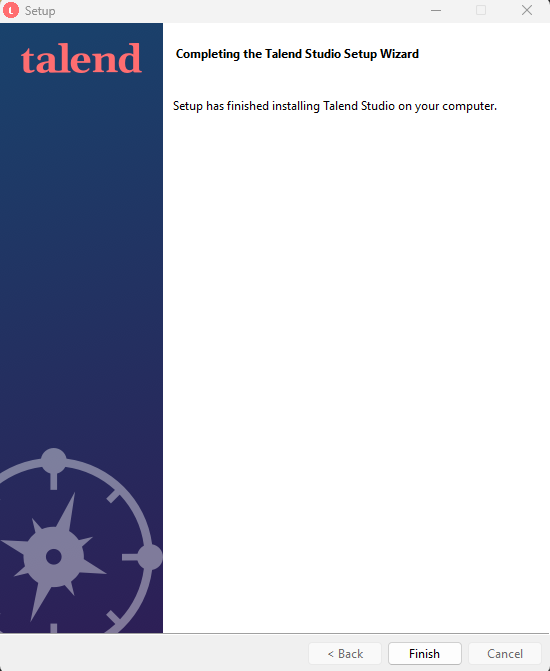 Setup
talend
Completing the Talend Studio Setup Wizard
Setup has finished installing Talend Studio on your computer.
< Back
Finish
Cancel